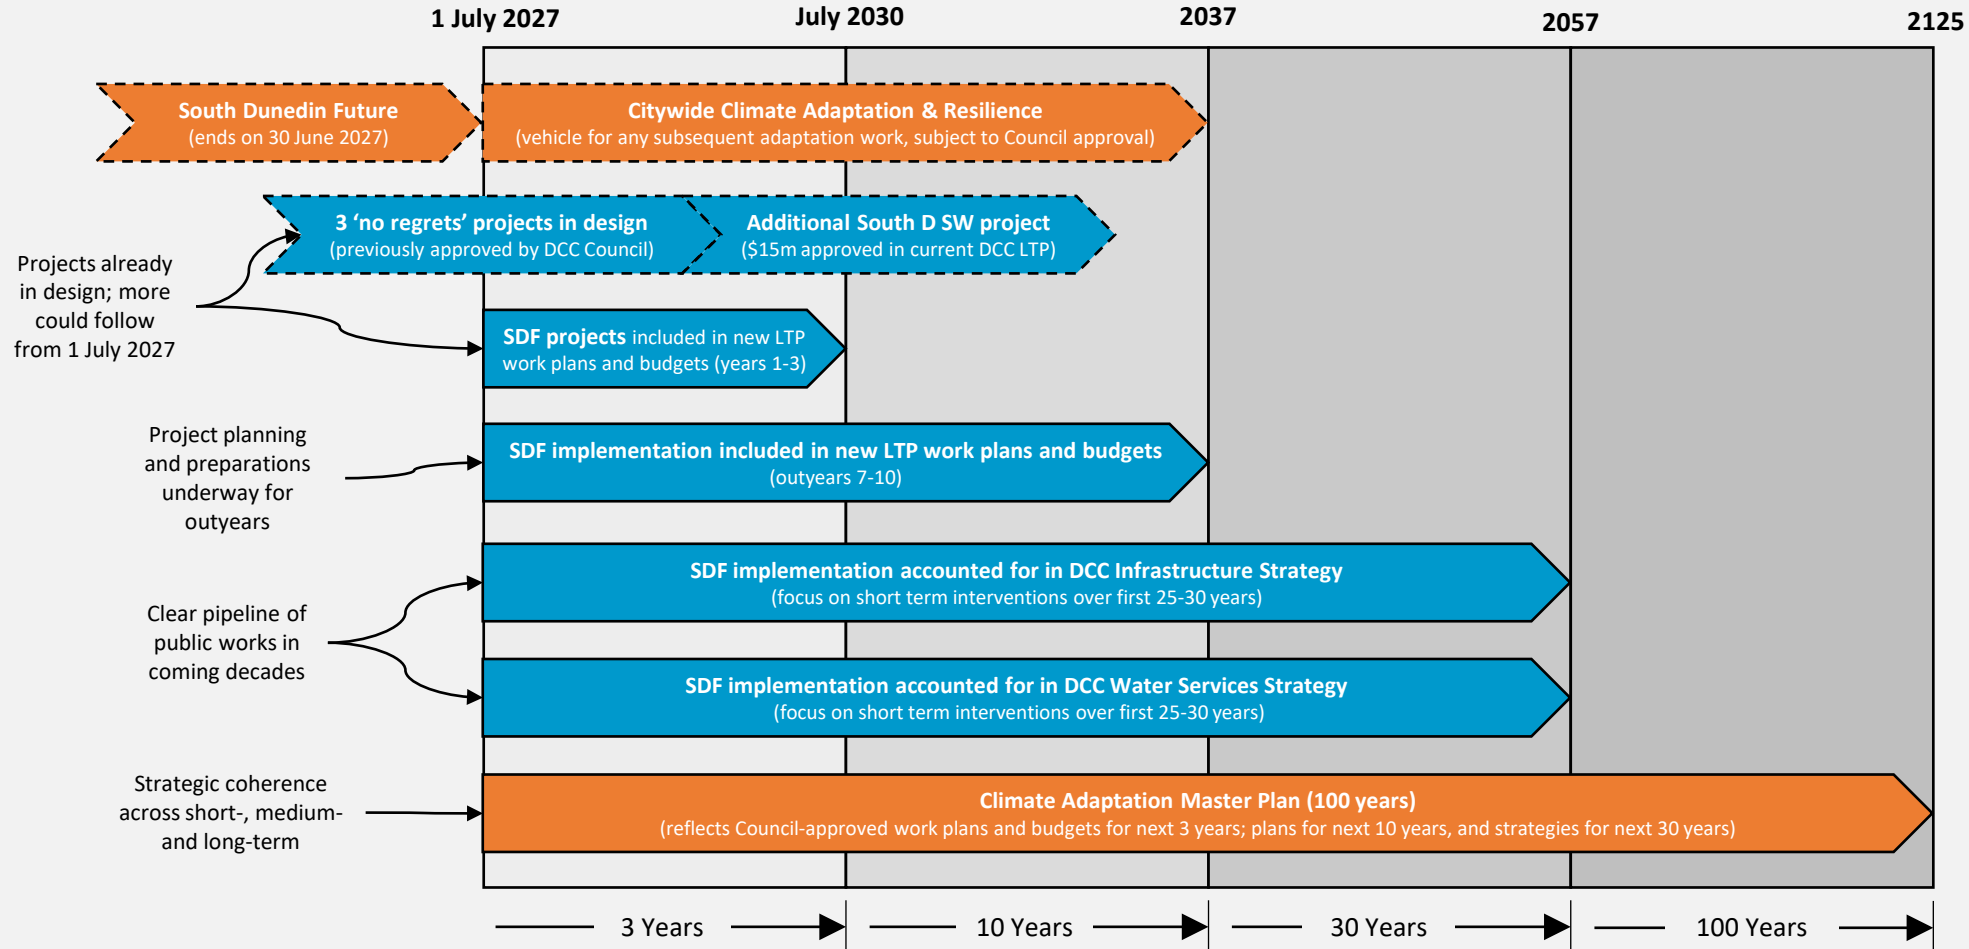 1 July 2027
July 2030
2037
2057
2125
South Dunedin Future
(ends on 30 June 2027)
Citywide Climate Adaptation & Resilience
(vehicle for any subsequent adaptation work, subject to Council approval)
3 ‘no regrets’ projects in design
(previously approved by DCC Council)
Additional South D SW project
($15m approved in current DCC LTP)
Projects already
in design; more
could follow
from 1 July 2027
SDF projects included in new LTP
work plans and budgets (years 1-3)
Project planning
and preparations
underway for
outyears
SDF implementation included in new LTP work plans and budgets
(outyears 7-10)
Clear pipeline of
public works in
coming decades
SDF implementation accounted for in DCC Infrastructure Strategy
(focus on short term interventions over first 25-30 years)
SDF implementation accounted for in DCC Water Services Strategy
(focus on short term interventions over first 25-30 years)
Strategic coherence
across short-, medium-
and long-term
Climate Adaptation Master Plan (100 years)
(reflects Council-approved work plans and budgets for next 3 years; plans for next 10 years, and strategies for next 30 years)
3 Years
10 Years
30 Years
100 Years